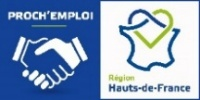 PROCH'EMPLOI
Région
Hauts-de-France